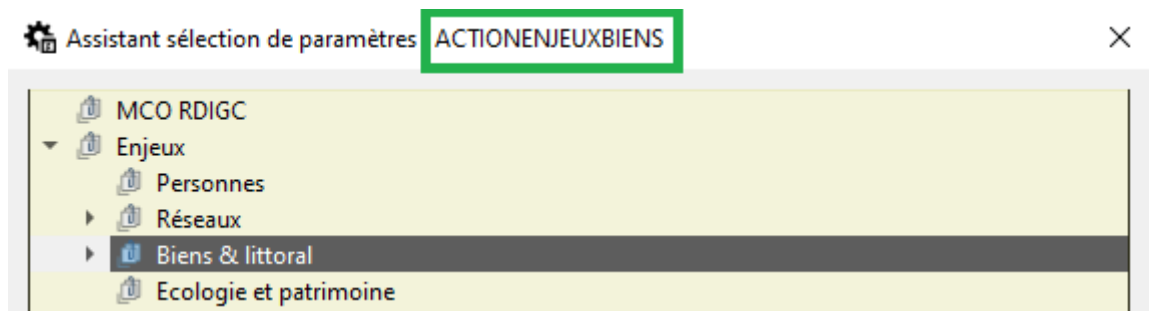 Assistant sélection de paramètres ACTIONENJEUXBIENS
MCO RDIGC
Enjeux
Personnes
Réseaux
Biens & littoral
Ecologie et patrimoine